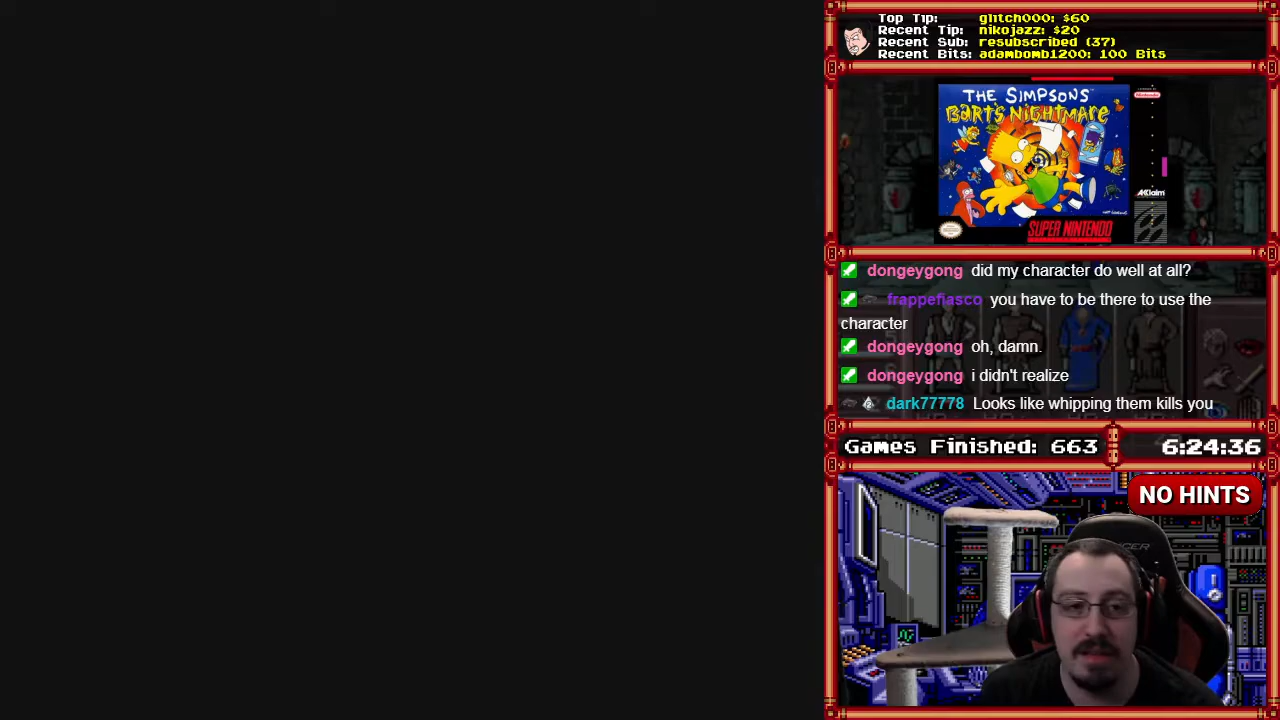 Top Tip: glitch000: $60
Recent Tip: nikojazz: $20
Recent Sub: resubscribed (37)
Recent Bits: adambomb1200: 100 Bits
THE SIMPSONS
BART'S NIGHTMARE
Nintendo
AKclaim
SUPER NINTENDO
dongeygong did my character do well at all?
frappefiasco you have to be there to use the
character
dongeygong oh, damn.
dongeygong i didn't realize
dark77778 Looks like whipping them kills you
Games Finished: 663
6:24:36
NO HINTS